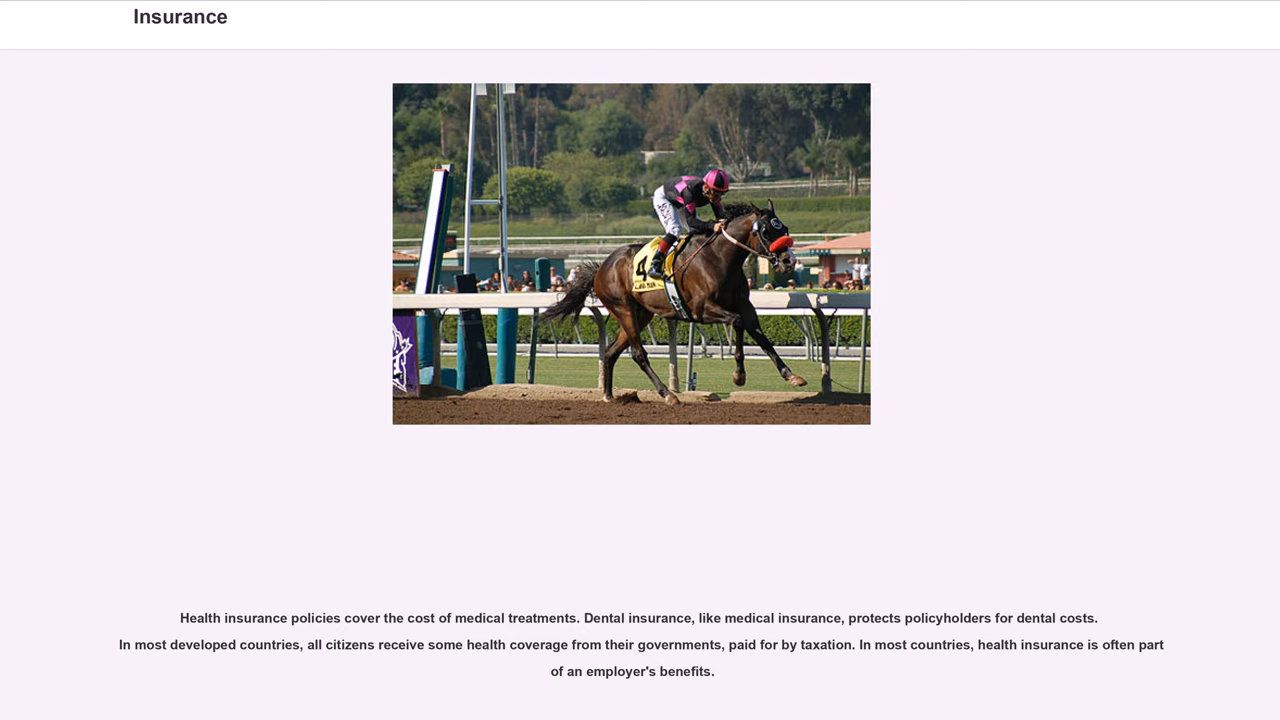 Insurance
4
Health insurance policies cover the cost of medical treatments. Dental insurance, like medical insurance, protects policyholders for dental costs.
In most developed countries, all citizens receive some health coverage from their governments, paid for by taxation. In most countries, health insurance is often part
of an employer's benefits.